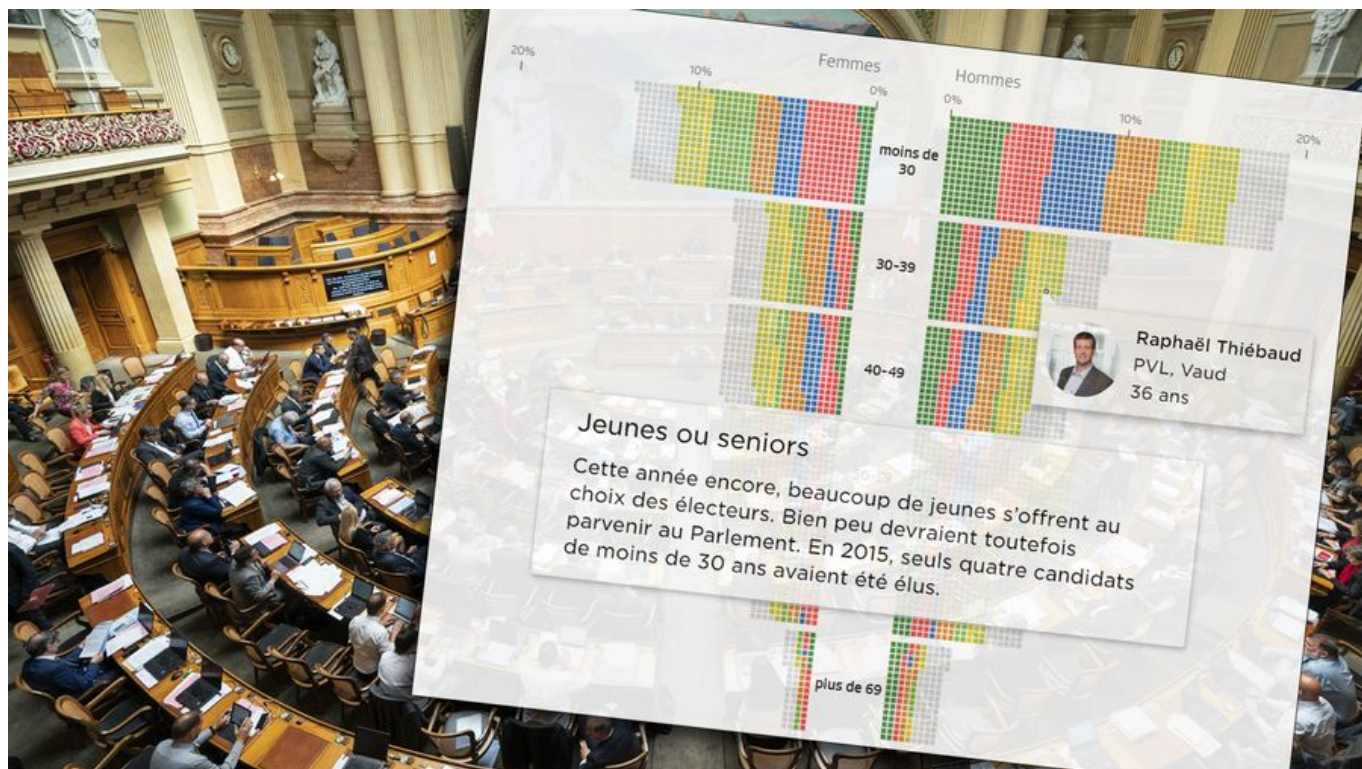 20%
10%
Femmes
0%
Hommes
0%
10%
20%
moins de
30
30-39
40-49
Raphaël Thiébaud
PVL, Vaud
36 ans
Jeunes ou seniors
Cette année encore, beaucoup de jeunes s'offrent au
choix des électeurs. Bien peu devraient toutefois
parvenir au Parlement. En 2015, seuls quatre candidats
de moins de 30 ans avaient été élus.
plus de 69